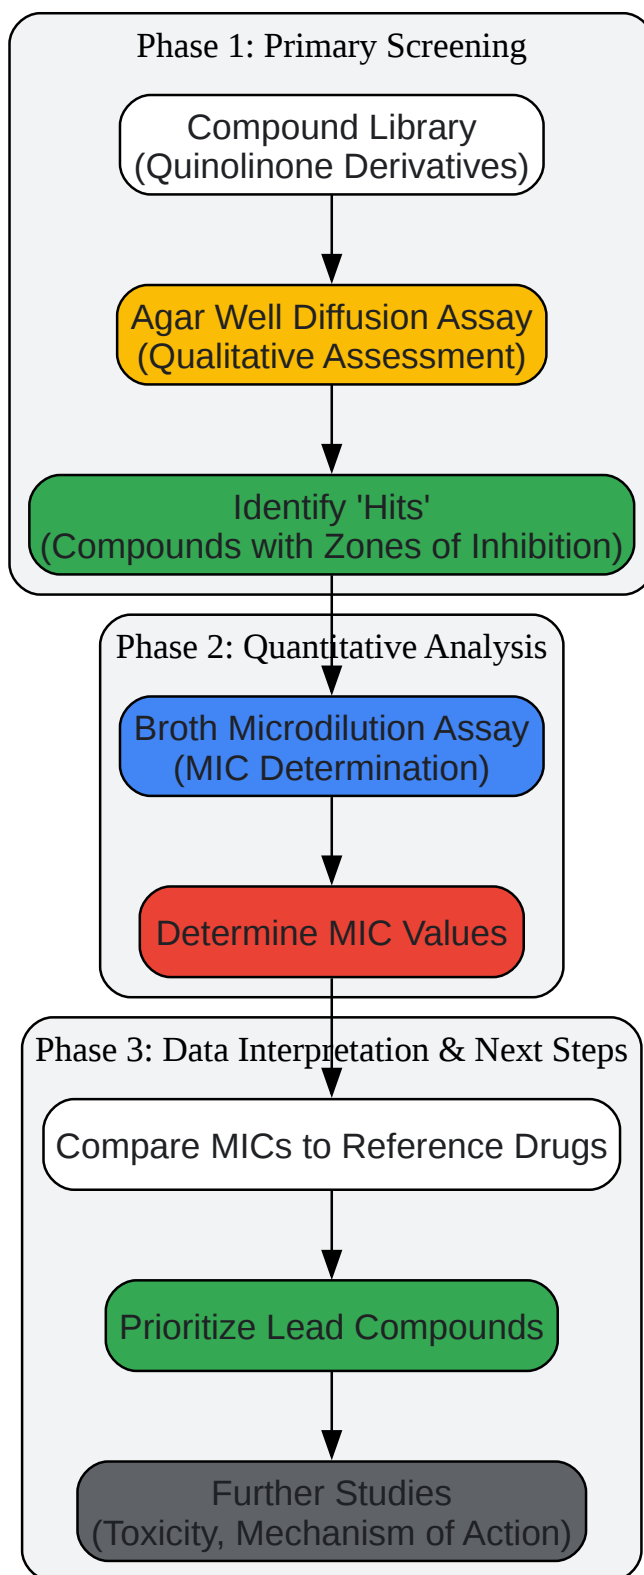 Phase 1: Primary Screening
Compound Library
(Quinolinone Derivatives)
Agar Well Diffusion Assay
(Qualitative Assessment)
Identify 'Hits'
(Compounds with Zones of Inhibition)
Phase 2: Quantitative Analysis
Broth Microdilution Assay
(MIC Determination)
Determine MIC Values
Phase 3: Data Interpretation & Next Steps
Compare MICs to Reference Drugs
Prioritize Lead Compounds
Further Studies
(Toxicity, Mechanism of Action)